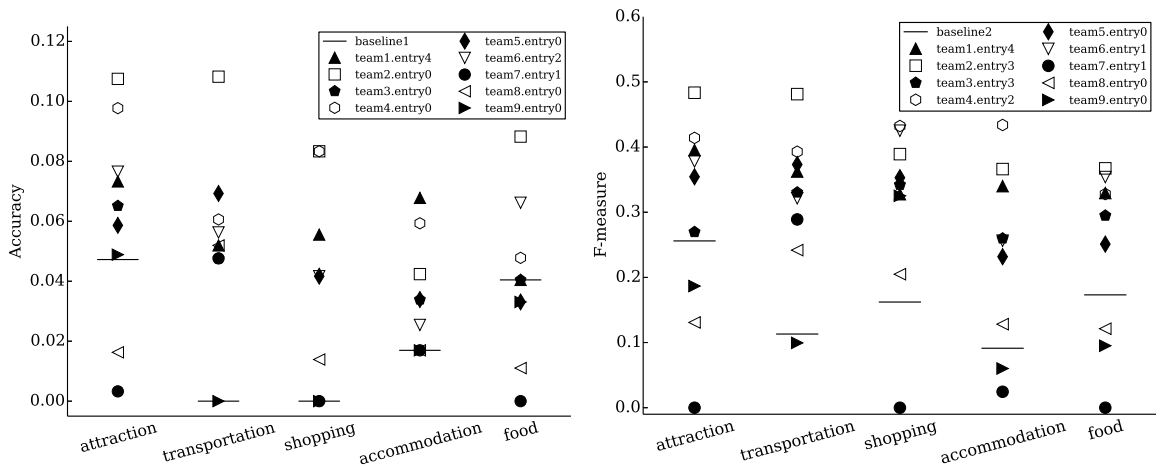 0.12
0.10
0.08
0.06
0.04
0.02
0.00
Accuracy
baseline1
team1.entry4
team2.entry0
team3.entry0
team4.entry0
team5.entry0
team6.entry2
team7.entry1
team8.entry0
team9.entry0
attraction
transportation
shopping
accommodation
food
0.6
0.5
0.4
0.3
0.2
0.1
0.0
F-measure
baseline2
team1.entry4
team2.entry3
team3.entry3
team4.entry2
team5.entry0
team6.entry1
team7.entry1
team8.entry0
team9.entry0
attraction
transportation
shopping
accommodation
food